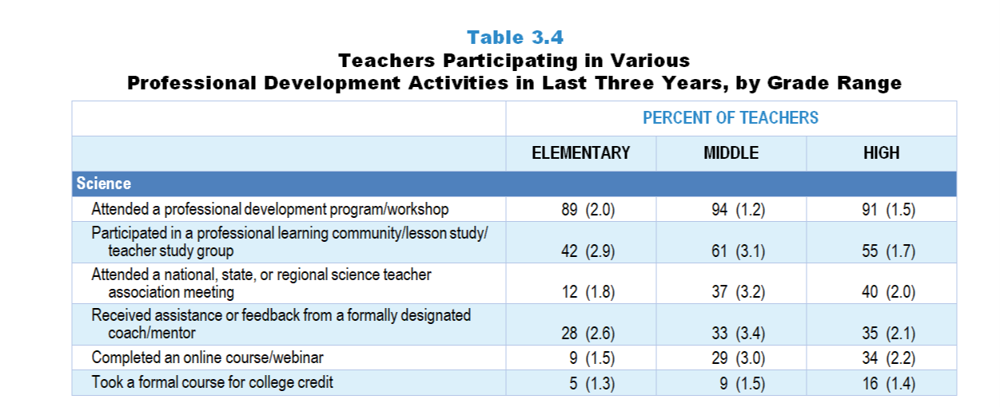 Table 3.4
Teachers Participating in Various
Professional Development Activities in Last Three Years, by Grade Range
PERCENT OF TEACHERS
ELEMENTARY MIDDLE HIGH
Science
Attended a professional development program/workshop 89 (2.0) 94 (1.2) 91 (1.5)
Participated in a professional learning community/lesson study/
teacher study group 42 (2.9) 61 (3.1) 55 (1.7)
Attended a national, state, or regional science teacher
association meeting 12 (1.8) 37 (3.2) 40 (2.0)
Received assistance or feedback from a formally designated
coach/mentor 28 (2.6) 33 (3.4) 35 (2.1)
Completed an online course/webinar 9 (1.5) 29 (3.0) 34 (2.2)
Took a formal course for college credit 5 (1.3) 9 (1.5) 16 (1.4)